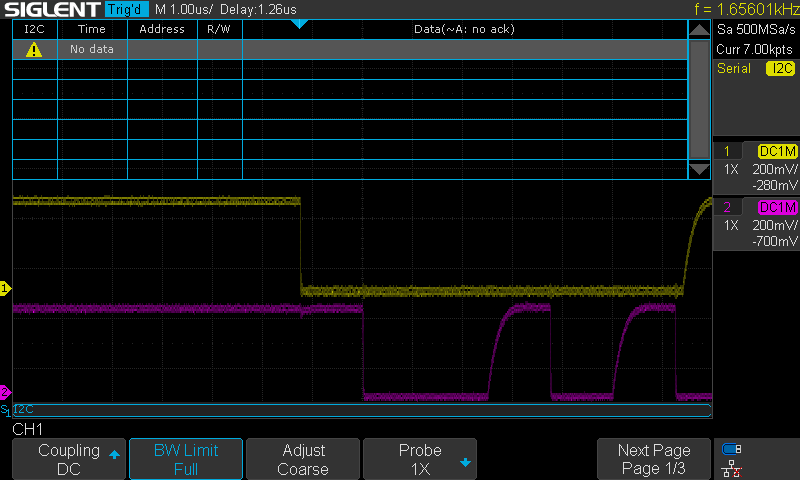 SIGLENT Trig'd M 1.00us/ Delay:1.26us f = 1.65601kHz
I2C Time Address R/W Data(~A: no ack) Sa 500MSa/s
No data Curr 7.00kpts
Serial I2C
1 DC1M
1X 200mV/
-280mV
2 DC1M
1X 200mV/
-700mV
1
2
S1 I2C
CH1
Coupling BW Limit Adjust Probe Next Page
DC Full Coarse 1X Page 1/3